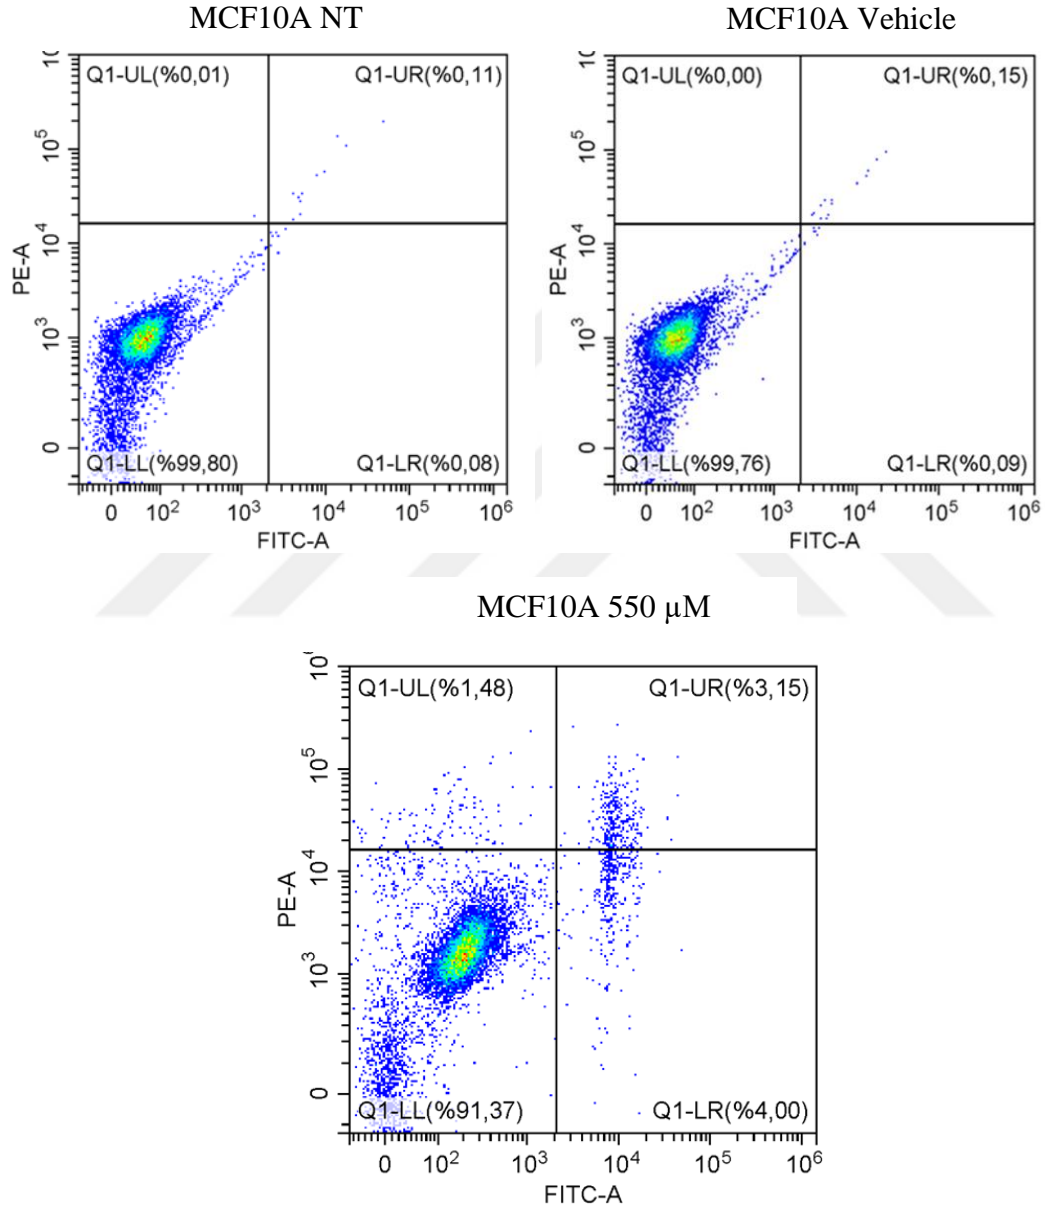 MCF10A NT
MCF10A Vehicle
Q1-UL(%0,01)
Q1-UR(%0,11)
10⁵
10⁴
10³
0
PE-A
Q1-LL(%99,80)
Q1-LR(%0,08)
0 10² 10³ 10⁴ 10⁵ 10⁶
FITC-A
Q1-UL(%0,00)
Q1-UR(%0,15)
10⁵
10⁴
10³
0
PE-A
Q1-LL(%99,76)
Q1-LR(%0,09)
0 10² 10³ 10⁴ 10⁵ 10⁶
FITC-A
MCF10A 550 µM
Q1-UL(%1,48)
Q1-UR(%3,15)
10⁵
10⁴
10³
0
PE-A
Q1-LL(%91,37)
Q1-LR(%4,00)
0 10² 10³ 10⁴ 10⁵ 10⁶
FITC-A